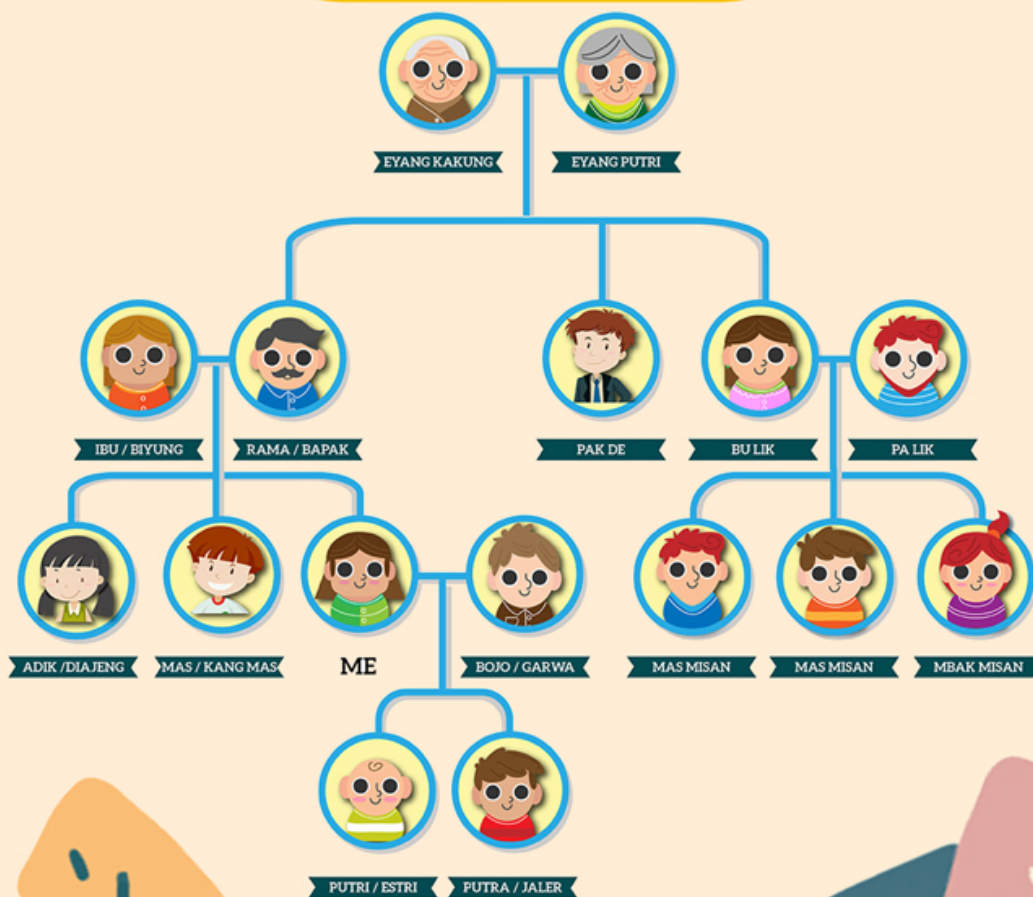 EYANG KAKUNG
EYANG PUTRI
IBU / BIYUNG
RAMA / BAPAK
PAK DE
BU LIK
PA LIK
ADIK /DIAJENG
MAS / KANG MAS
ME
BOJO / GARWA
MAS MISAN
MAS MISAN
MBAK MISAN
PUTRI / ESTRI
PUTRA / JALER